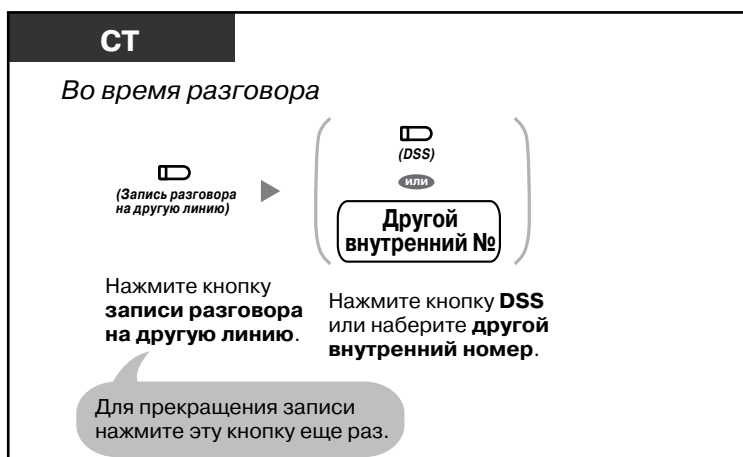 СТ
Во время разговора
(Запись разговора
на другую линию)
(DSS)
или
Другой
внутренний №
Нажмите кнопку
записи разговора
на другую линию.
Нажмите кнопку DSS
или наберите другой
внутренний номер.
Для прекращения записи
нажмите эту кнопку еще раз.